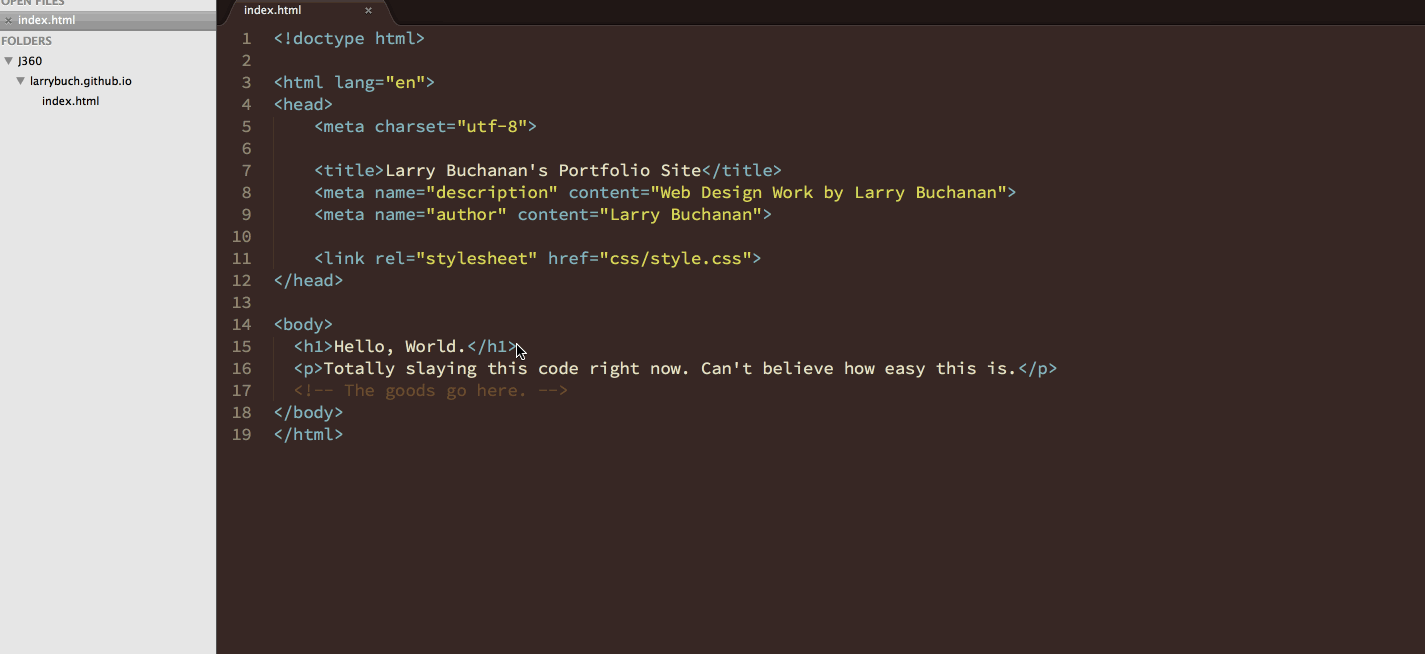 OPEN FILES
× index.html
FOLDERS
J360
larrybuch.github.io
index.html
index.html ×
1 <!doctype html>
2
3 <html lang="en">
4 <head>
5     <meta charset="utf-8">
6
7     <title>Larry Buchanan's Portfolio Site</title>
8     <meta name="description" content="Web Design Work by Larry Buchanan">
9     <meta name="author" content="Larry Buchanan">
10
11     <link rel="stylesheet" href="css/style.css">
12 </head>
13
14 <body>
15   <h1>Hello, World.</h1>
16   <p>Totally slaying this code right now. Can't believe how easy this is.</p>
17   <!-- The goods go here. -->
18 </body>
19 </html>